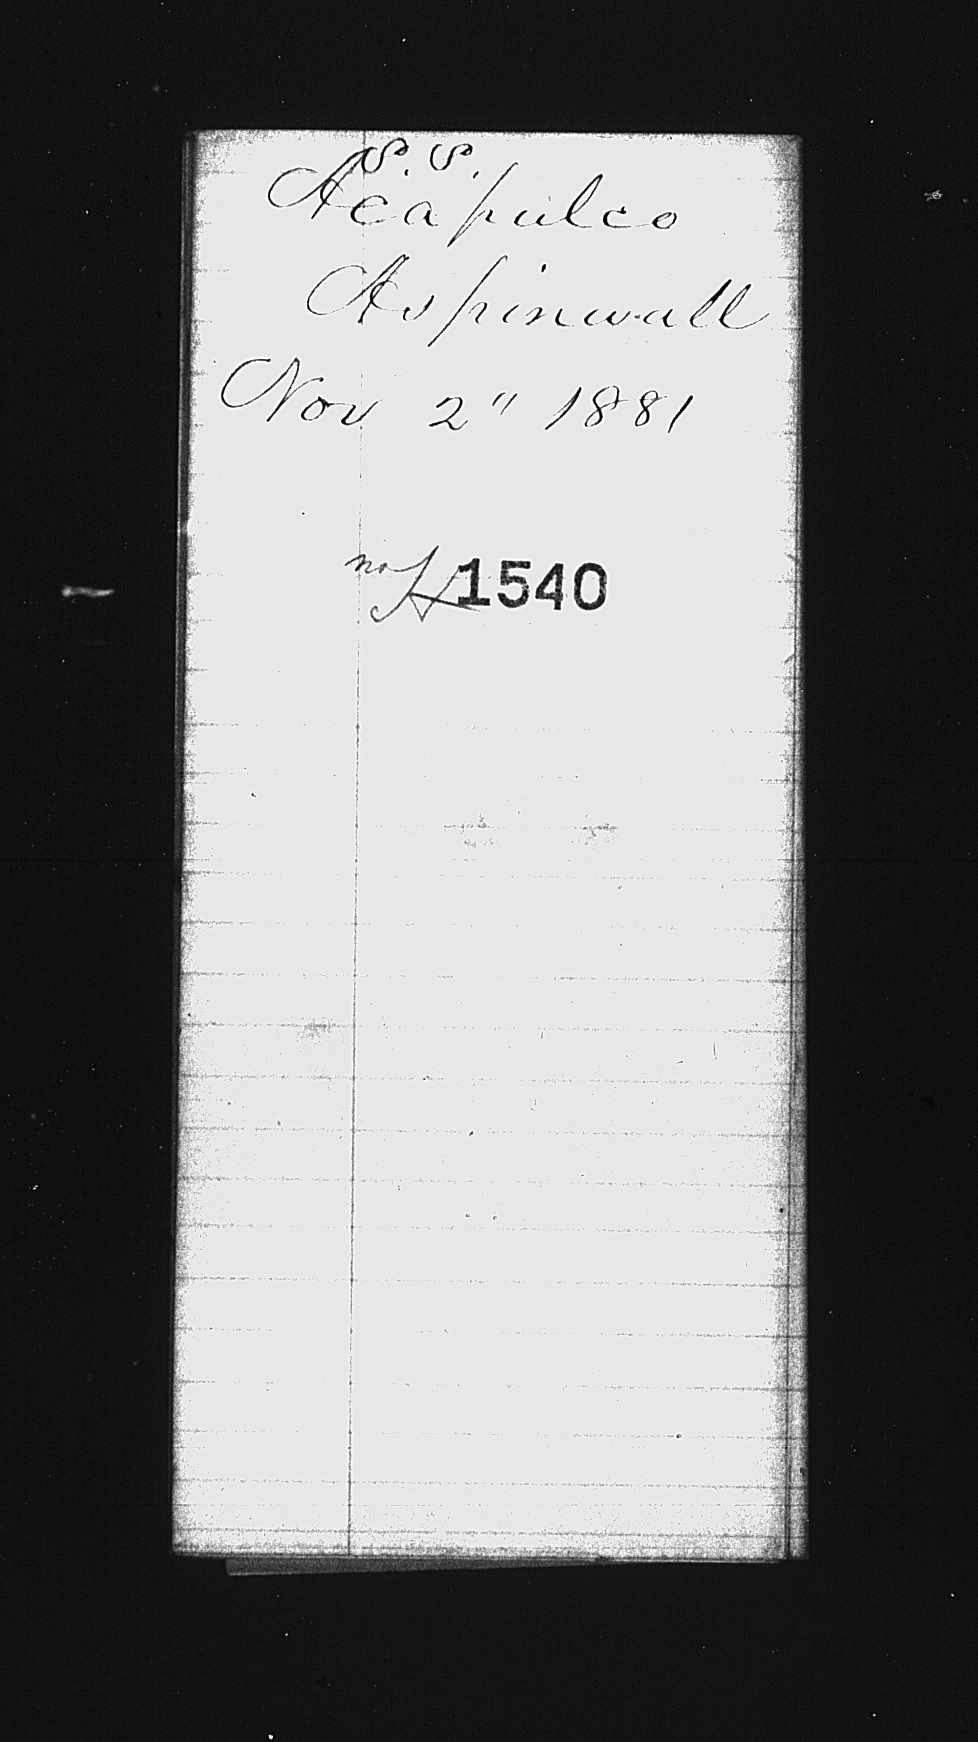 S. S.
Acapulco
Aspinwall
Nov 2" 1881
no H 1540